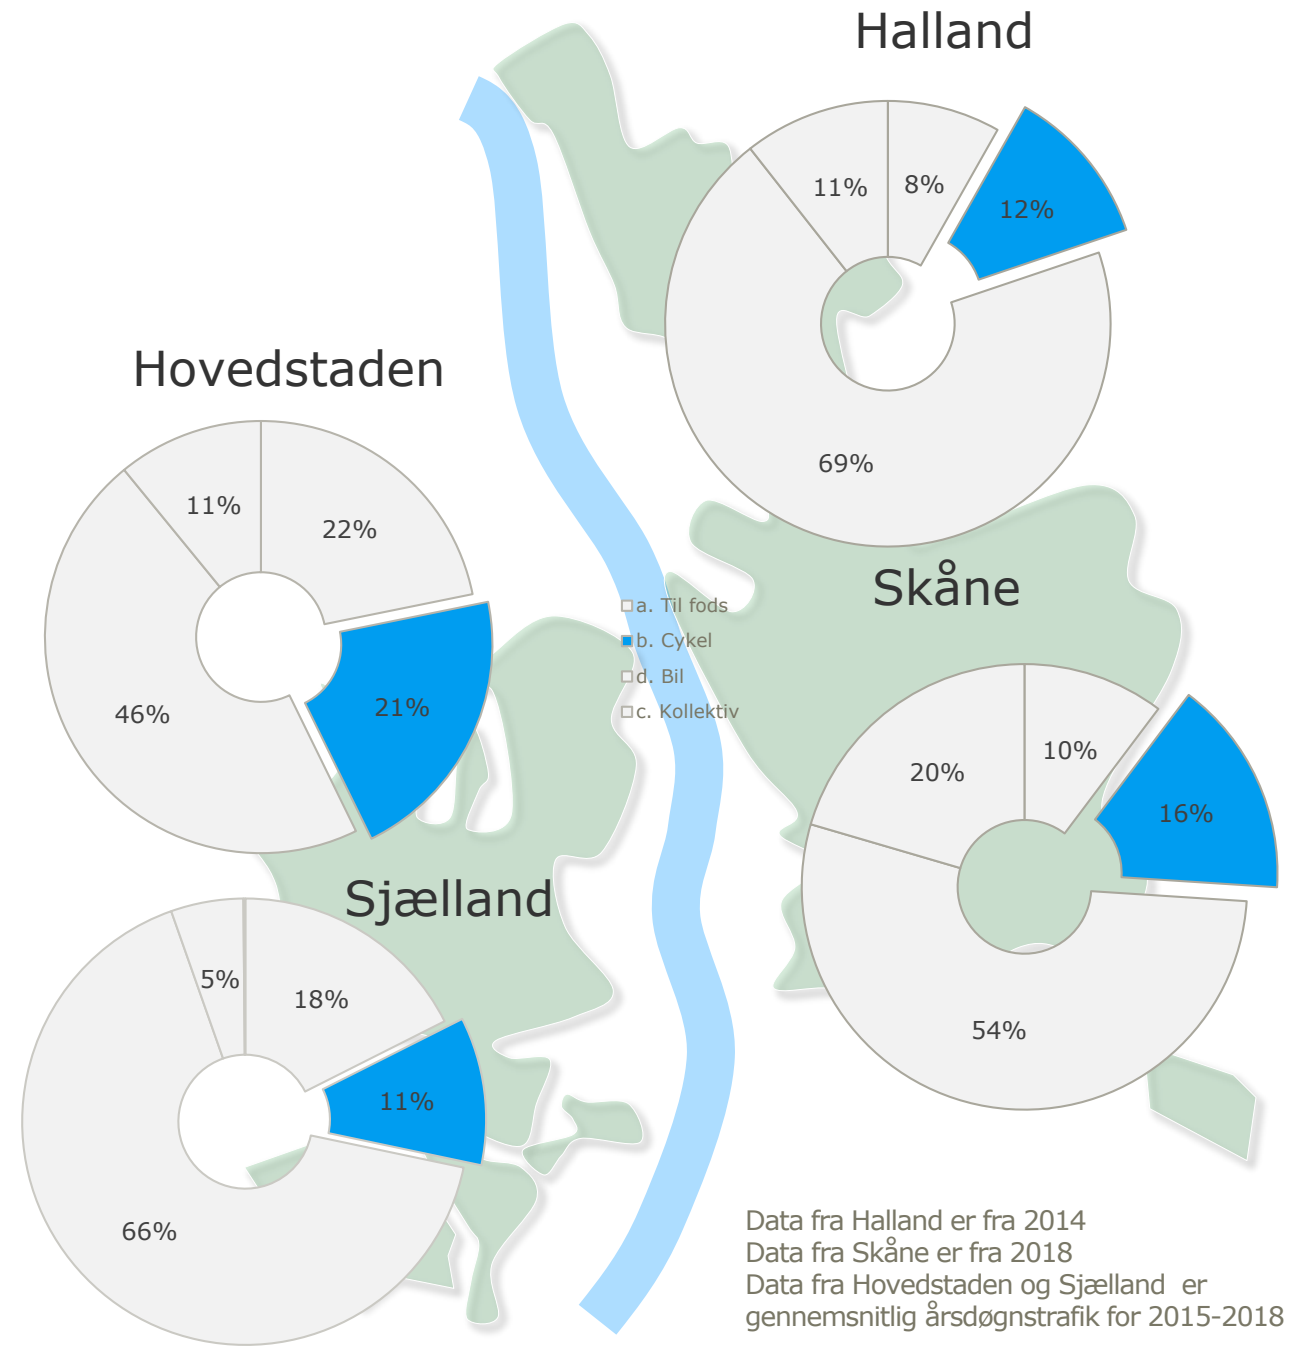 Halland
11%
8%
12%
69%
Hovedstaden
11%
22%
46%
21%
a. Til fods
b. Cykel
d. Bil
c. Kollektiv
Skåne
20%
10%
16%
54%
Sjælland
5%
18%
11%
66%
Data fra Halland er fra 2014
Data fra Skåne er fra 2018
Data fra Hovedstaden og Sjælland er
gennemsnitlig årsdøgnstrafik for 2015-2018